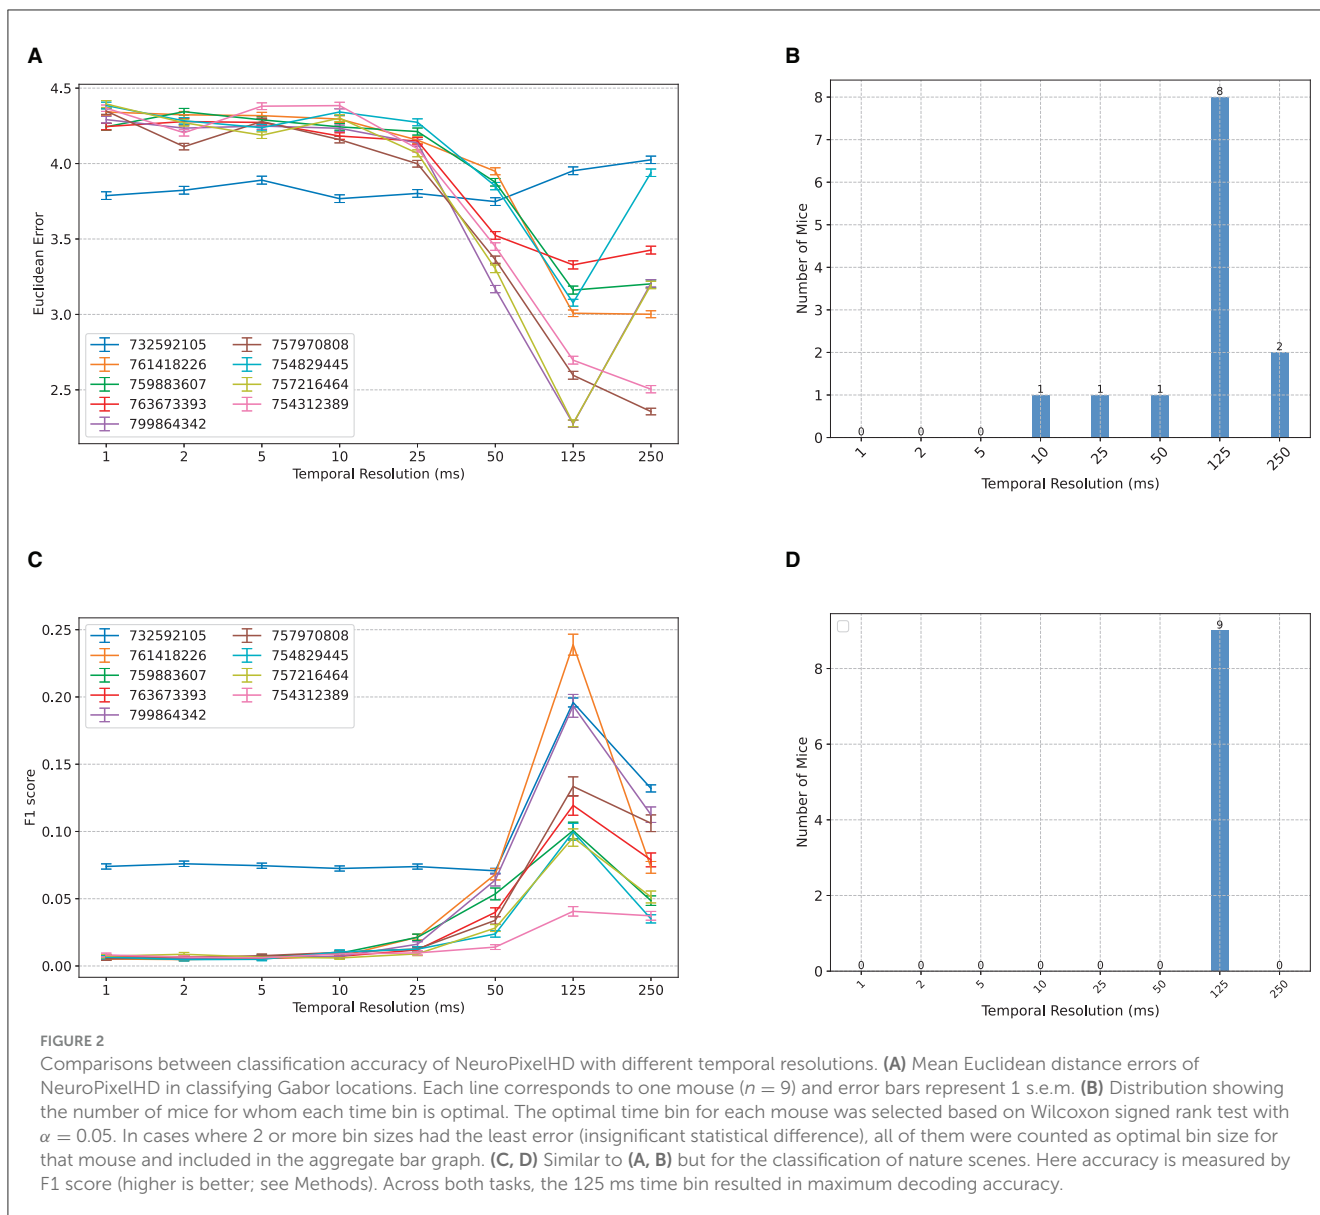 A
4.5
4.0
3.5
3.0
2.5
Euclidean Error
732592105
761418226
759883607
763673393
799864342
757970808
754829445
757216464
754312389
1 2 5 10 25 50 125 250
Temporal Resolution (ms)
B
8
7
6
5
4
3
2
1
0
Number of Mice
0 0 0 1 1 1 8 2
1 2 5 10 25 50 125 250
Temporal Resolution (ms)
C
0.25
0.20
0.15
0.10
0.05
0.00
F1 score
732592105
761418226
759883607
763673393
799864342
757970808
754829445
757216464
754312389
1 2 5 10 25 50 125 250
Temporal Resolution (ms)
D
8
6
4
2
0
Number of Mice
0 0 0 0 0 0 9 0
1 2 5 10 25 50 125 250
Temporal Resolution (ms)
FIGURE 2
Comparisons between classification accuracy of NeuroPixelHD with different temporal resolutions. (A) Mean Euclidean distance errors of
NeuroPixelHD in classifying Gabor locations. Each line corresponds to one mouse (n = 9) and error bars represent 1 s.e.m. (B) Distribution showing
the number of mice for whom each time bin is optimal. The optimal time bin for each mouse was selected based on Wilcoxon signed rank test with
α = 0.05. In cases where 2 or more bin sizes had the least error (insignificant statistical difference), all of them were counted as optimal bin size for
that mouse and included in the aggregate bar graph. (C, D) Similar to (A, B) but for the classification of nature scenes. Here accuracy is measured by
F1 score (higher is better; see Methods). Across both tasks, the 125 ms time bin resulted in maximum decoding accuracy.